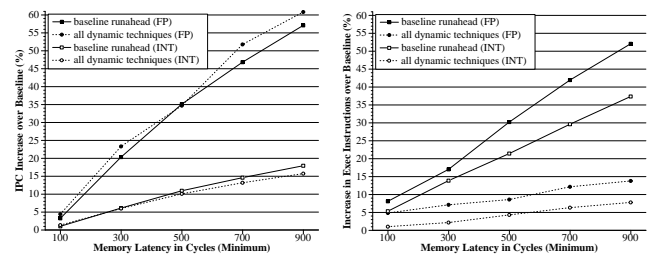 60
55
50
45
40
35
30
25
20
15
10
5
0
IPC Increase over Baseline (%)
baseline runahead (FP)
all dynamic techniques (FP)
baseline runahead (INT)
all dynamic techniques (INT)
100 300 500 700 900
Memory Latency in Cycles (Minimum)
60
55
50
45
40
35
30
25
20
15
10
5
0
Increase in Exec Instructions over Baseline (%)
baseline runahead (FP)
all dynamic techniques (FP)
baseline runahead (INT)
all dynamic techniques (INT)
100 300 500 700 900
Memory Latency in Cycles (Minimum)